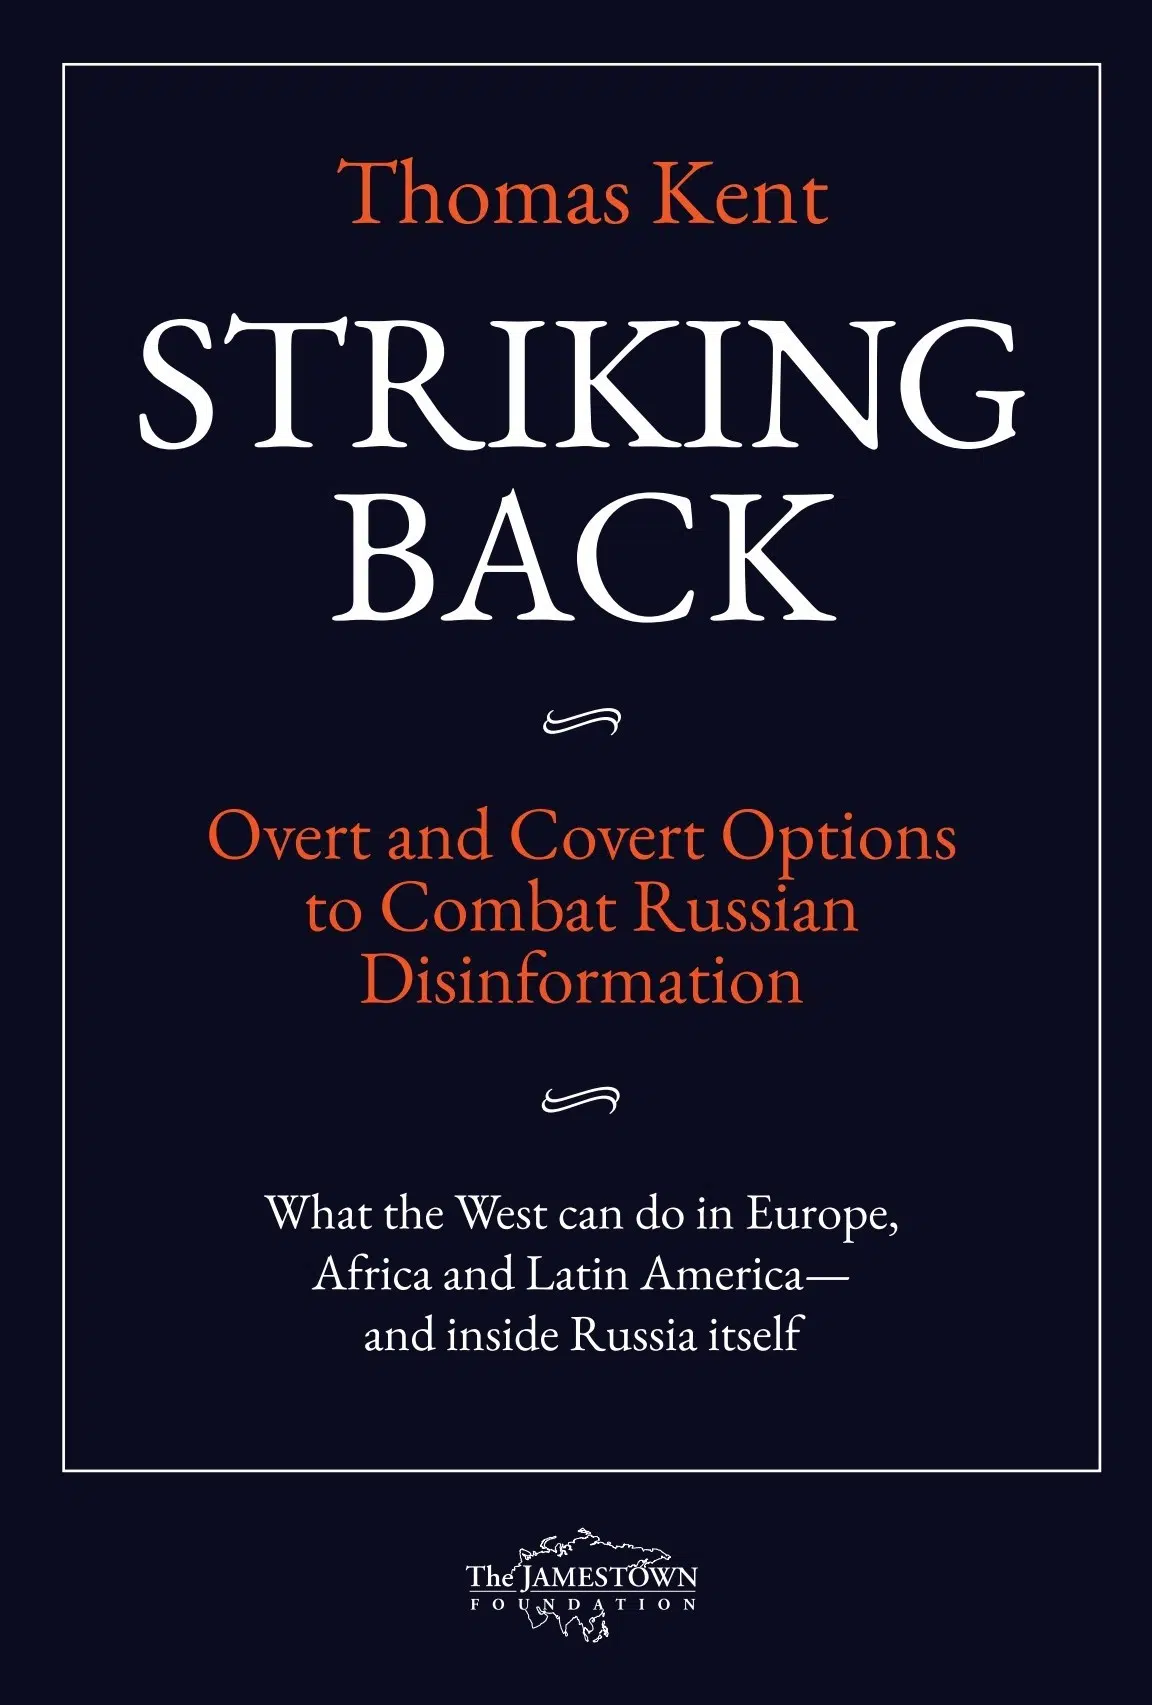 Thomas Kent
STRIKING
BACK
Overt and Covert Options
to Combat Russian
Disinformation
What the West can do in Europe,
Africa and Latin America—
and inside Russia itself
The JAMESTOWN
FOUNDATION